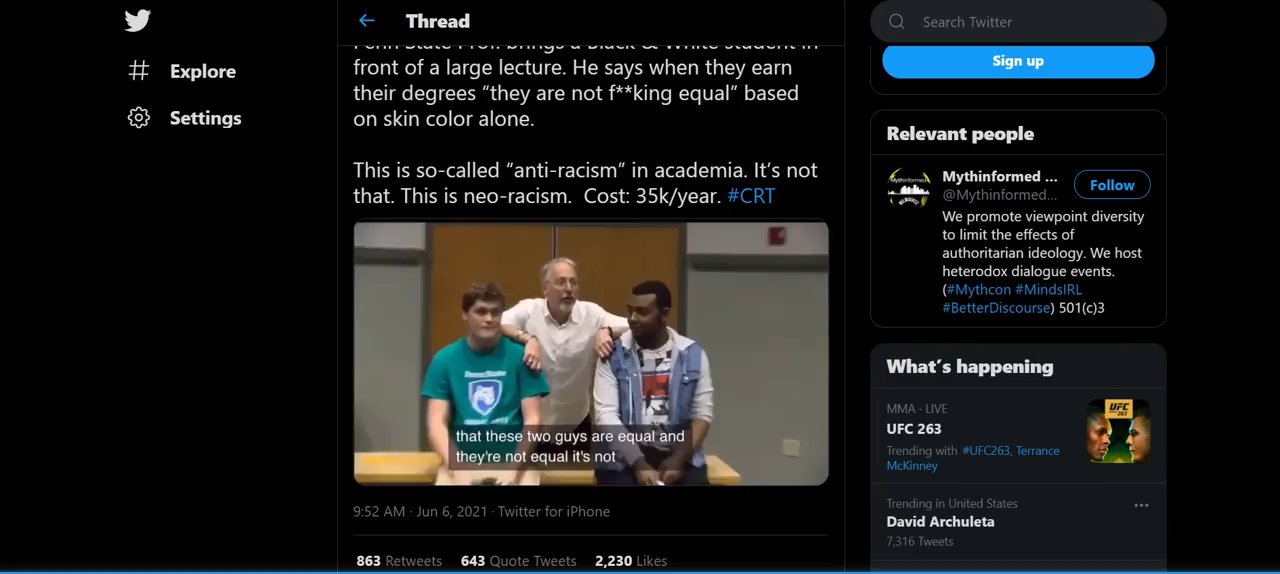 Thread
Search Twitter
Explore
Settings
Penn State Prof. brings a Black & White student in
front of a large lecture. He says when they earn
their degrees “they are not f**king equal” based
on skin color alone.
This is so-called “anti-racism” in academia. It’s not
that. This is neo-racism.  Cost: 35k/year. #CRT
that these two guys are equal and
they're not equal it's not
9:52 AM · Jun 6, 2021 · Twitter for iPhone
863 Retweets 643 Quote Tweets 2,230 Likes
Sign up
Relevant people
Mythinformed ...
@Mythinformed...
Follow
We promote viewpoint diversity
to limit the effects of
authoritarian ideology. We host
heterodox dialogue events.
(#Mythcon #MindsIRL
#BetterDiscourse) 501(c)3
What’s happening
MMA · LIVE
UFC 263
Trending with #UFC263, Terrance
McKinney
UFC
263
Trending in United States
David Archuleta
7,316 Tweets